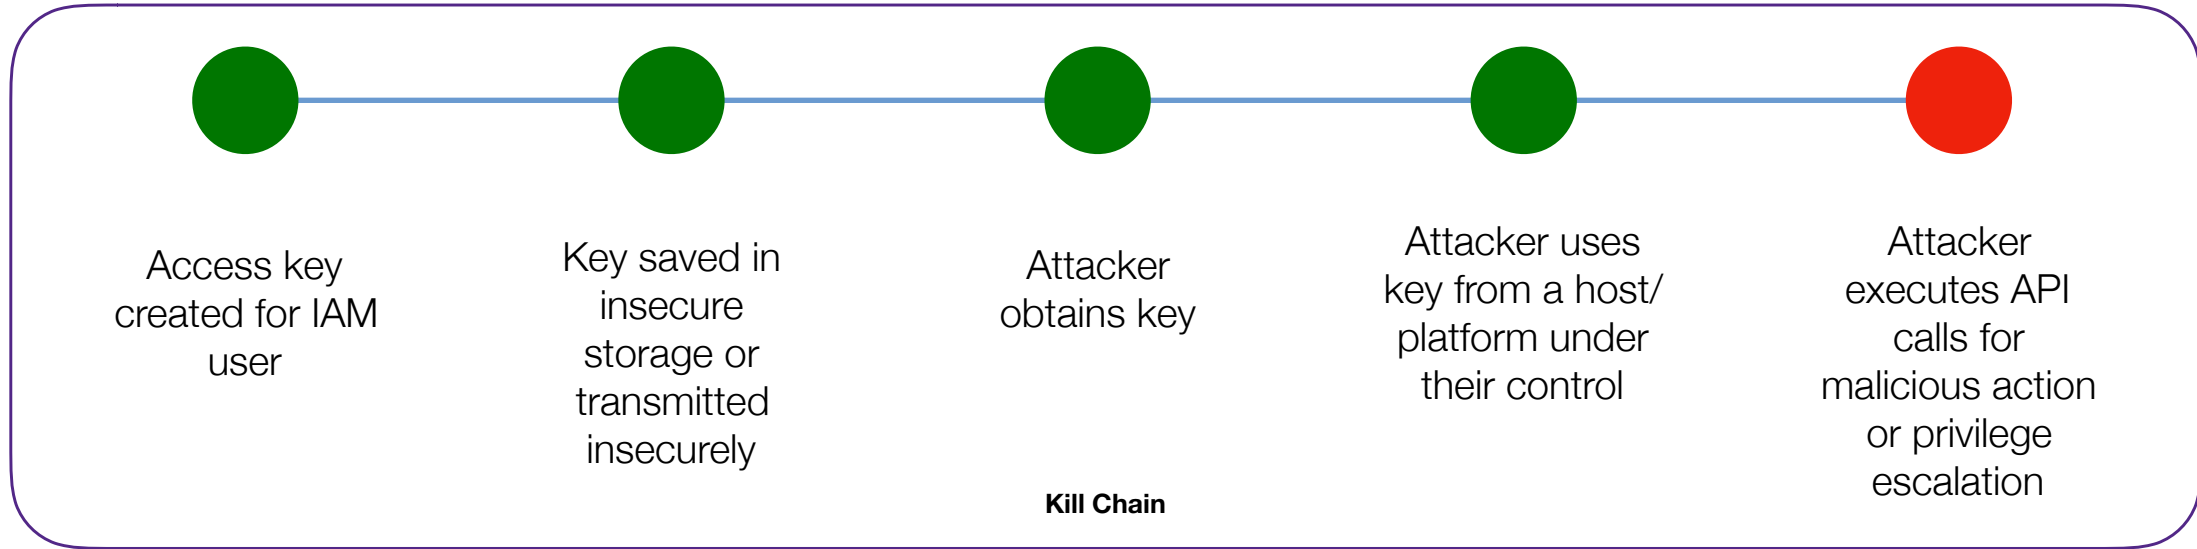 Access key
created for IAM
user
Key saved in
insecure
storage or
transmitted
insecurely
Attacker
obtains key
Attacker uses
key from a host/
platform under
their control
Attacker
executes API
calls for
malicious action
or privilege
escalation
Kill Chain